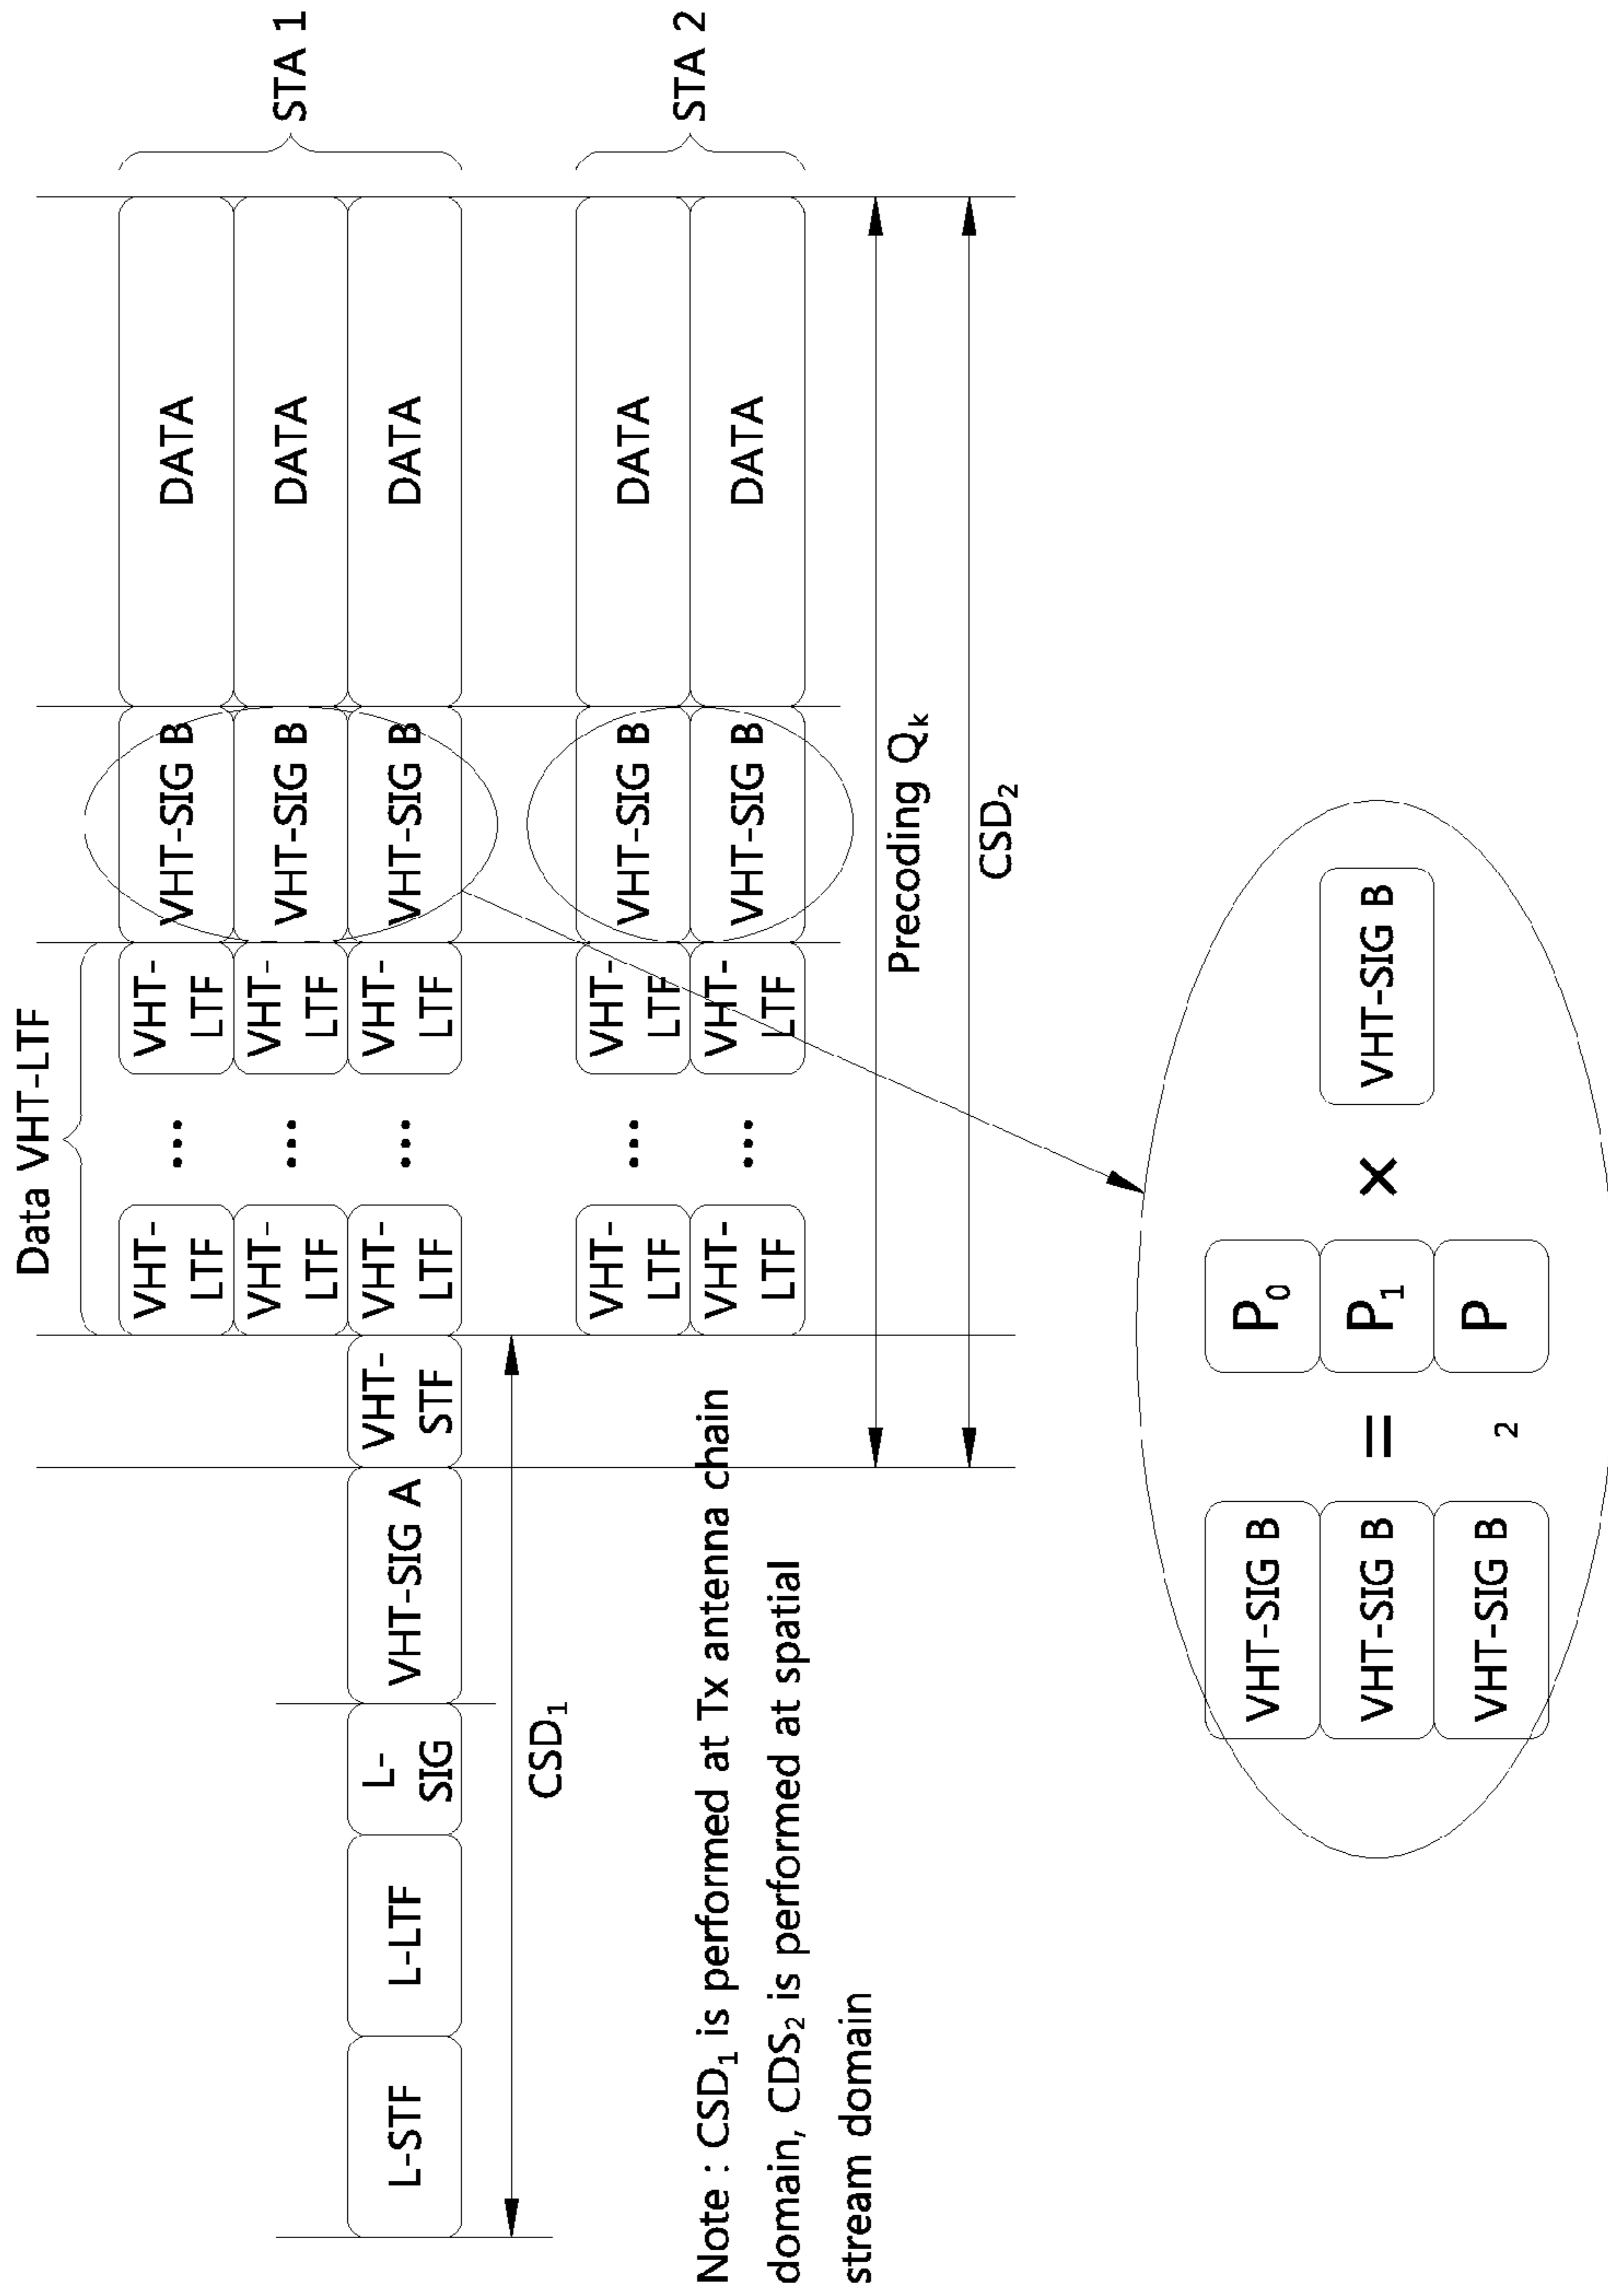 Data VHT-LTF
VHT-
LTF
...
VHT-
LTF
VHT-SIG B
DATA
VHT-
LTF
...
VHT-
LTF
VHT-SIG B
DATA
STA 1
L-STF
L-LTF
L-
SIG
VHT-SIG A
VHT-
STF
VHT-
LTF
...
VHT-
LTF
VHT-SIG B
DATA
CSD₁
VHT-
LTF
...
VHT-
LTF
VHT-SIG B
DATA
STA 2
VHT-
LTF
...
VHT-
LTF
VHT-SIG B
DATA
Precoding Qₖ
CSD₂
Note : CSD₁ is performed at Tx antenna chain
domain, CDS₂ is performed at spatial
stream domain
VHT-SIG B
P₀
VHT-SIG B
=
P₁
×
VHT-SIG B
VHT-SIG B
2
P